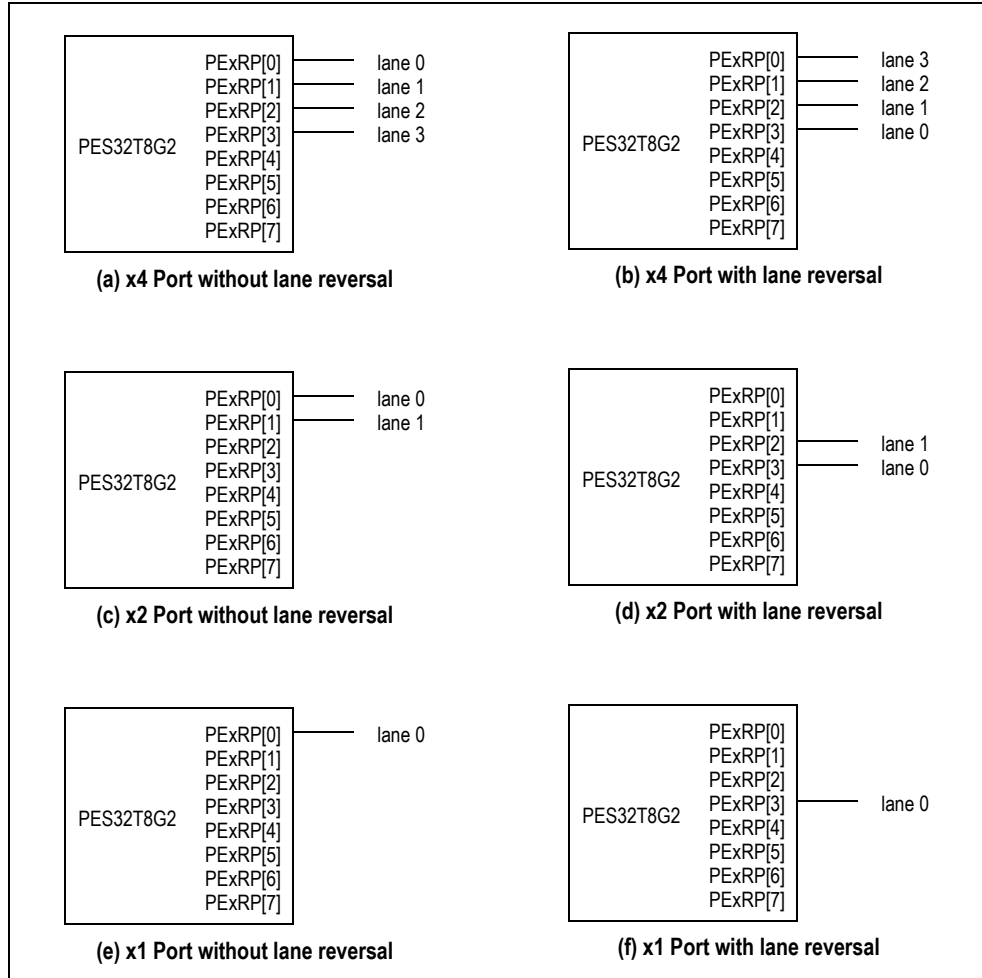 PES32T8G2
PExRP[0]
PExRP[1]
PExRP[2]
PExRP[3]
PExRP[4]
PExRP[5]
PExRP[6]
PExRP[7]
lane 0
lane 1
lane 2
lane 3
(a) x4 Port without lane reversal
PES32T8G2
PExRP[0]
PExRP[1]
PExRP[2]
PExRP[3]
PExRP[4]
PExRP[5]
PExRP[6]
PExRP[7]
lane 3
lane 2
lane 1
lane 0
(b) x4 Port with lane reversal
PES32T8G2
PExRP[0]
PExRP[1]
PExRP[2]
PExRP[3]
PExRP[4]
PExRP[5]
PExRP[6]
PExRP[7]
lane 0
lane 1
(c) x2 Port without lane reversal
PES32T8G2
PExRP[0]
PExRP[1]
PExRP[2]
PExRP[3]
PExRP[4]
PExRP[5]
PExRP[6]
PExRP[7]
lane 1
lane 0
(d) x2 Port with lane reversal
PES32T8G2
PExRP[0]
PExRP[1]
PExRP[2]
PExRP[3]
PExRP[4]
PExRP[5]
PExRP[6]
PExRP[7]
lane 0
(e) x1 Port without lane reversal
PES32T8G2
PExRP[0]
PExRP[1]
PExRP[2]
PExRP[3]
PExRP[4]
PExRP[5]
PExRP[6]
PExRP[7]
lane 0
(f) x1 Port with lane reversal